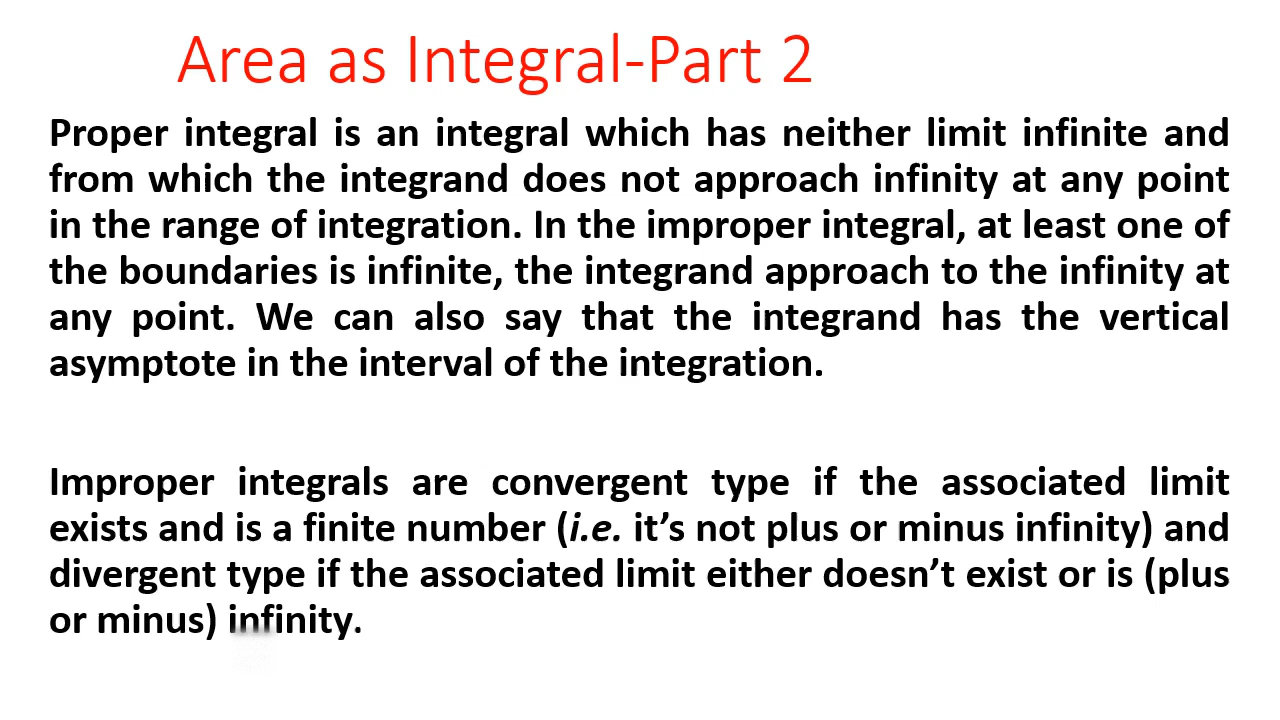 Area as Integral-Part 2
Proper integral is an integral which has neither limit infinite and
from which the integrand does not approach infinity at any point
in the range of integration. In the improper integral, at least one of
the boundaries is infinite, the integrand approach to the infinity at
any point. We can also say that the integrand has the vertical
asymptote in the interval of the integration.
Improper integrals are convergent type if the associated limit
exists and is a finite number (i.e. it’s not plus or minus infinity) and
divergent type if the associated limit either doesn’t exist or is (plus
or minus) infinity.